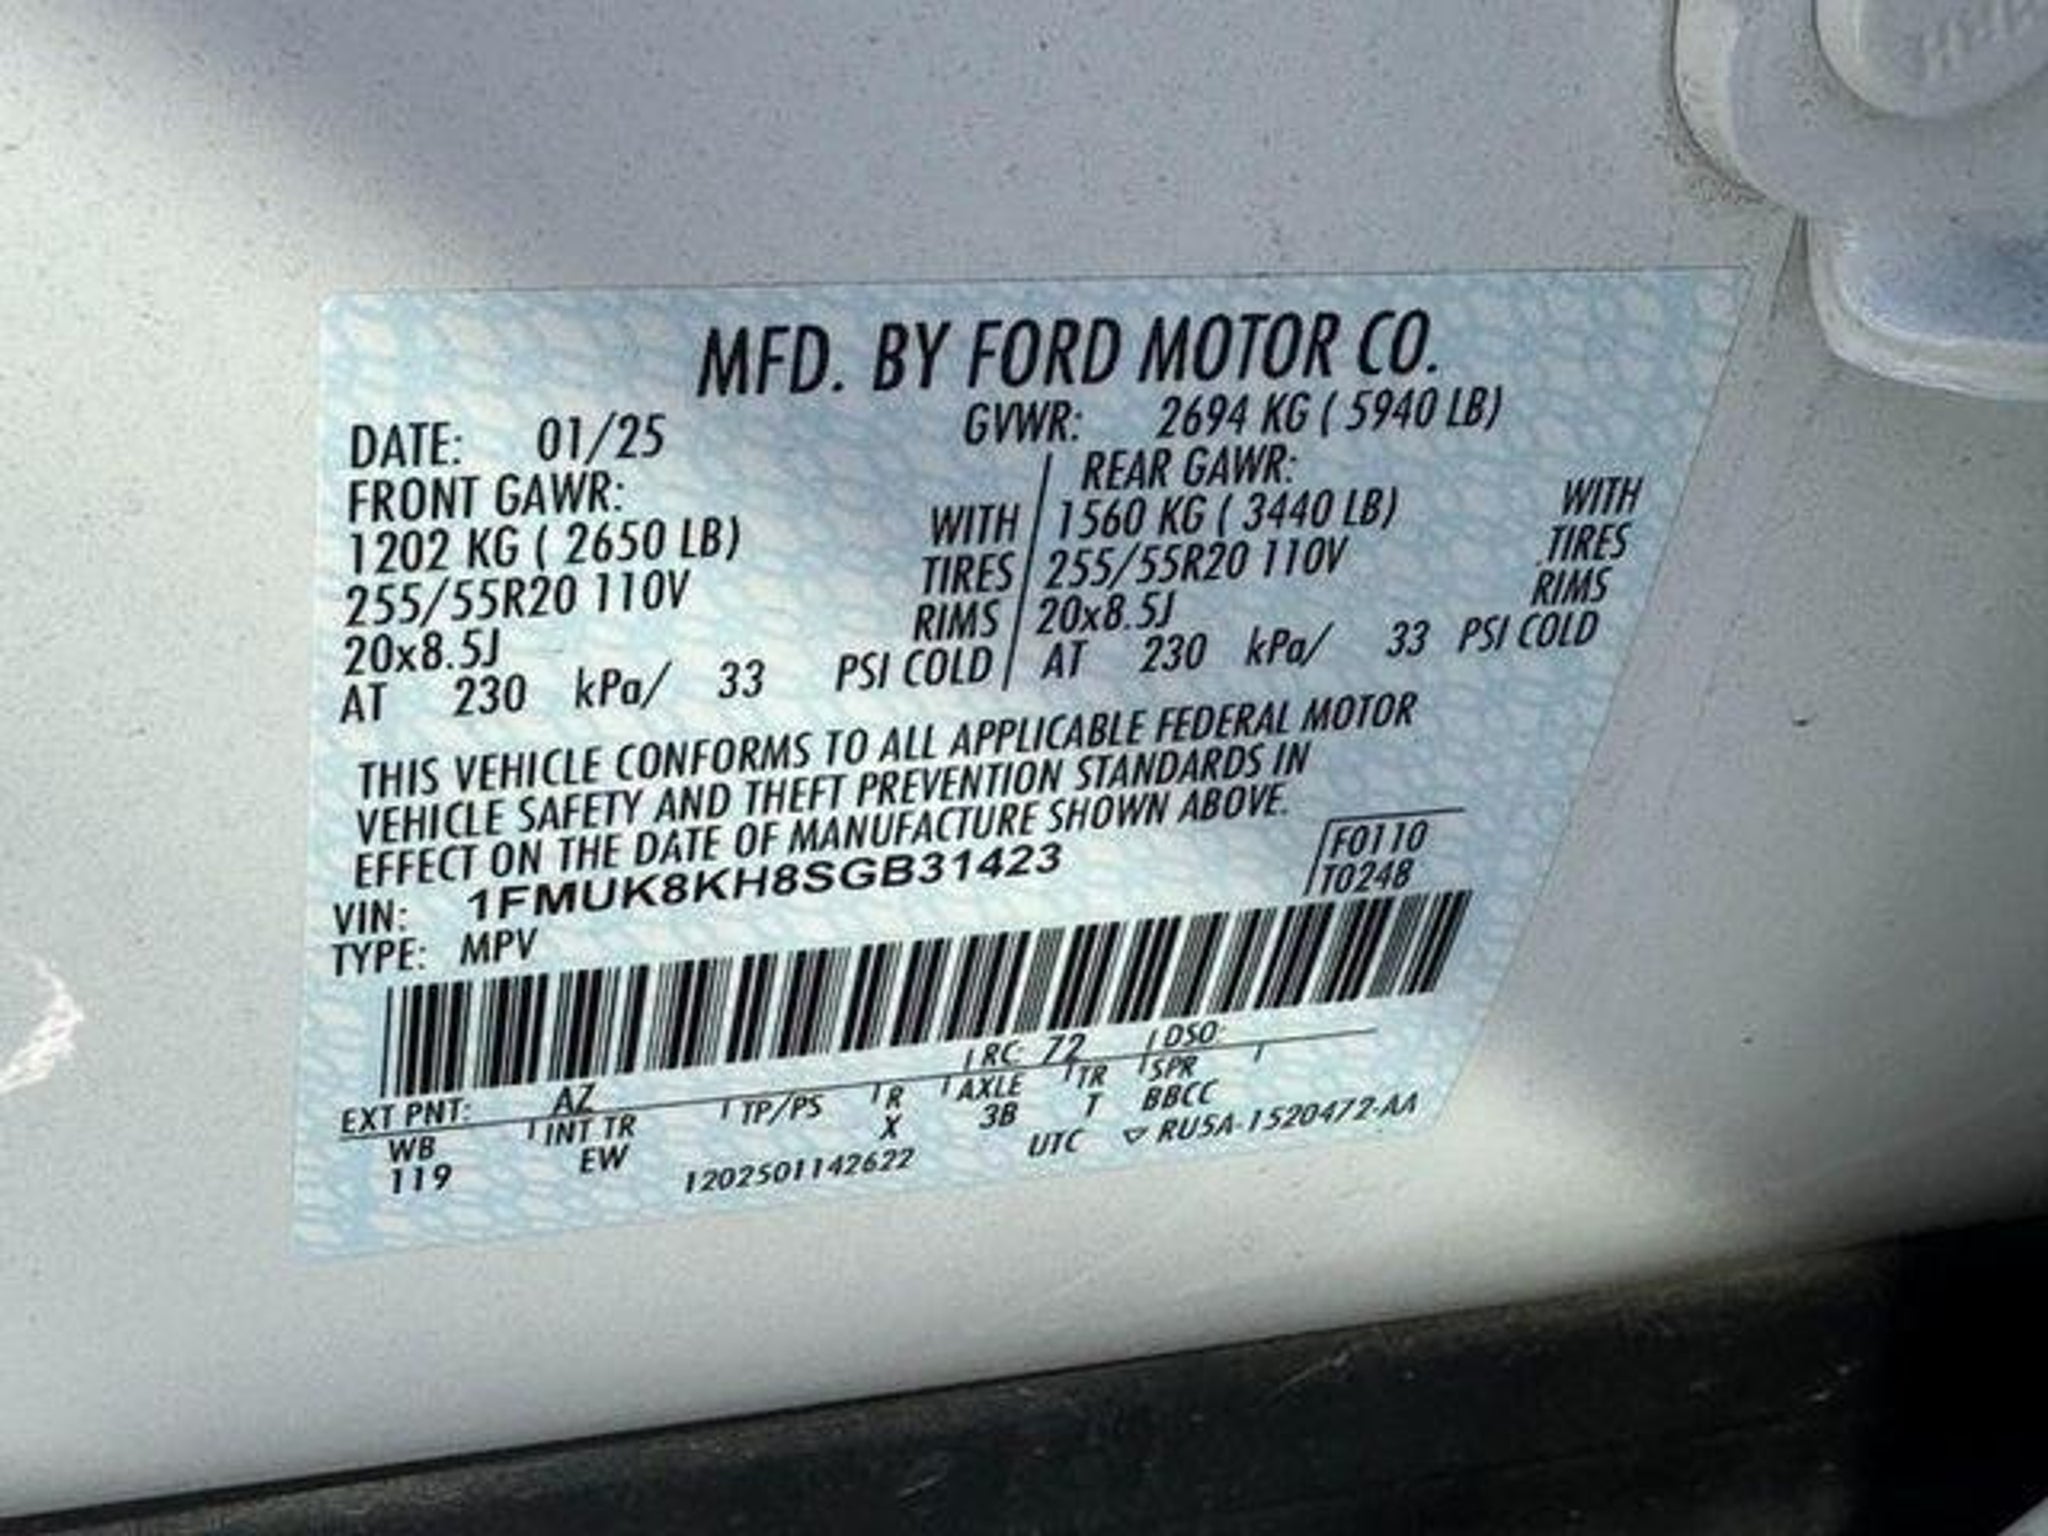 MFD. BY FORD MOTOR CO.
DATE: 01/25 GVWR: 2694 KG ( 5940 LB)
FRONT GAWR: REAR GAWR:
1202 KG ( 2650 LB) WITH 1560 KG ( 3440 LB) WITH
255/55R20 110V TIRES 255/55R20 110V TIRES
20x8.5J RIMS 20x8.5J RIMS
AT 230 kPa/ 33 PSI COLD AT 230 kPa/ 33 PSI COLD
THIS VEHICLE CONFORMS TO ALL APPLICABLE FEDERAL MOTOR
VEHICLE SAFETY AND THEFT PREVENTION STANDARDS IN
EFFECT ON THE DATE OF MANUFACTURE SHOWN ABOVE.
VIN: 1FMUK8KH8SGB31423 F0110
TYPE: MPV T0248
EXT PNT: AZ RC: 72 DSO:
WB INT TR TP/PS R AXLE TR SPR
119 EW X 3B T BBCC
1202501142622 UTC ▽ RU5A-1520472-AA